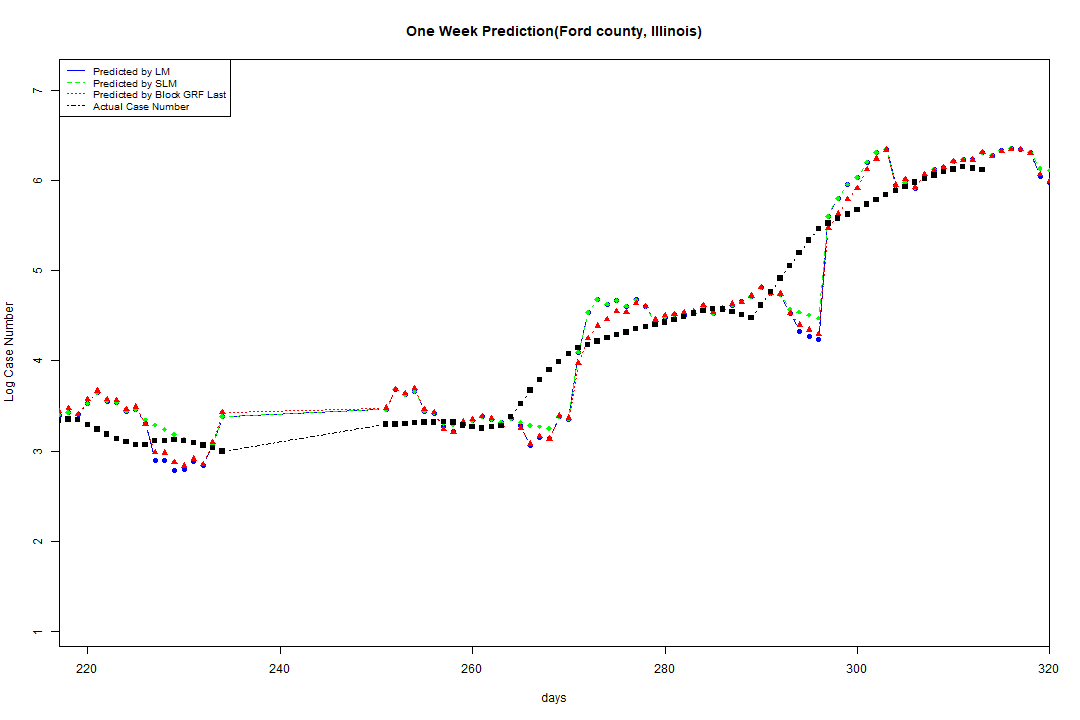 One Week Prediction(Ford county, Illinois)
Predicted by LM
Predicted by SLM
Predicted by Block GRF Last
Actual Case Number
7
6
5
4
3
2
1
Log Case Number
220 240 260 280 300 320
days